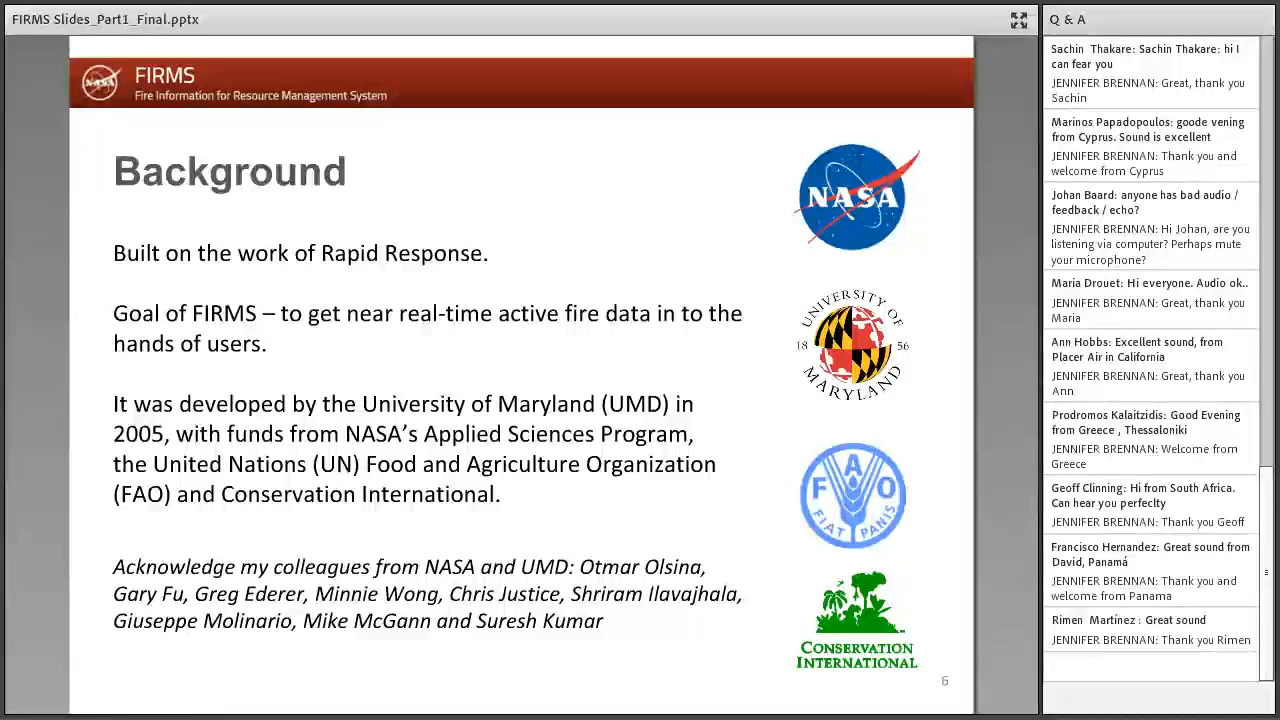 FIRMS Slides_Part1_Final.pptx
NASA
FIRMS
Fire Information for Resource Management System
Background
Built on the work of Rapid Response.
Goal of FIRMS – to get near real-time active fire data in to the
hands of users.
It was developed by the University of Maryland (UMD) in
2005, with funds from NASA’s Applied Sciences Program,
the United Nations (UN) Food and Agriculture Organization
(FAO) and Conservation International.
Acknowledge my colleagues from NASA and UMD: Otmar Olsina,
Gary Fu, Greg Ederer, Minnie Wong, Chris Justice, Shriram Ilavajhala,
Giuseppe Molinario, Mike McGann and Suresh Kumar
NASA
UNIVERSITY OF
18 56
MARYLAND
F A O
FIAT PANIS
CONSERVATION
INTERNATIONAL
6
Q & A
Sachin Thakare: Sachin Thakare: hi I
can fear you
JENNIFER BRENNAN: Great, thank you
Sachin
Marinos Papadopoulos: goode vening
from Cyprus. Sound is excellent
JENNIFER BRENNAN: Thank you and
welcome from Cyprus
Johan Baard: anyone has bad audio /
feedback / echo?
JENNIFER BRENNAN: Hi Johan, are you
listening via computer? Perhaps mute
your microphone?
Maria Drouet: Hi everyone. Audio ok..
JENNIFER BRENNAN: Great, thank you
Maria
Ann Hobbs: Excellent sound, from
Placer Air in California
JENNIFER BRENNAN: Great, thank you
Ann
Prodromos Kalaitzidis: Good Evening
from Greece , Thessaloniki
JENNIFER BRENNAN: Welcome from
Greece
Geoff Clinning: Hi from South Africa.
Can hear you perfeclty
JENNIFER BRENNAN: Thank you Geoff
Francisco Hernandez: Great sound from
David, Panamá
JENNIFER BRENNAN: Thank you and
welcome from Panama
Rimen Martínez : Great sound
JENNIFER BRENNAN: Thank you Rimen